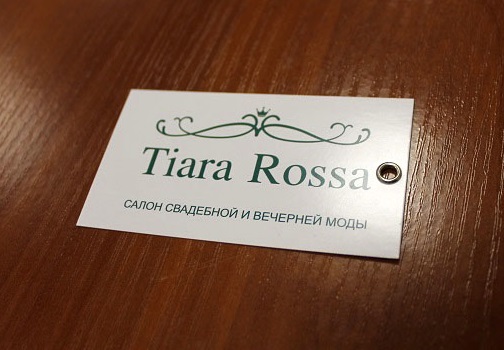 Tiara Rossa
САЛОН СВАДЕБНОЙ И ВЕЧЕРНЕЙ МОДЫ